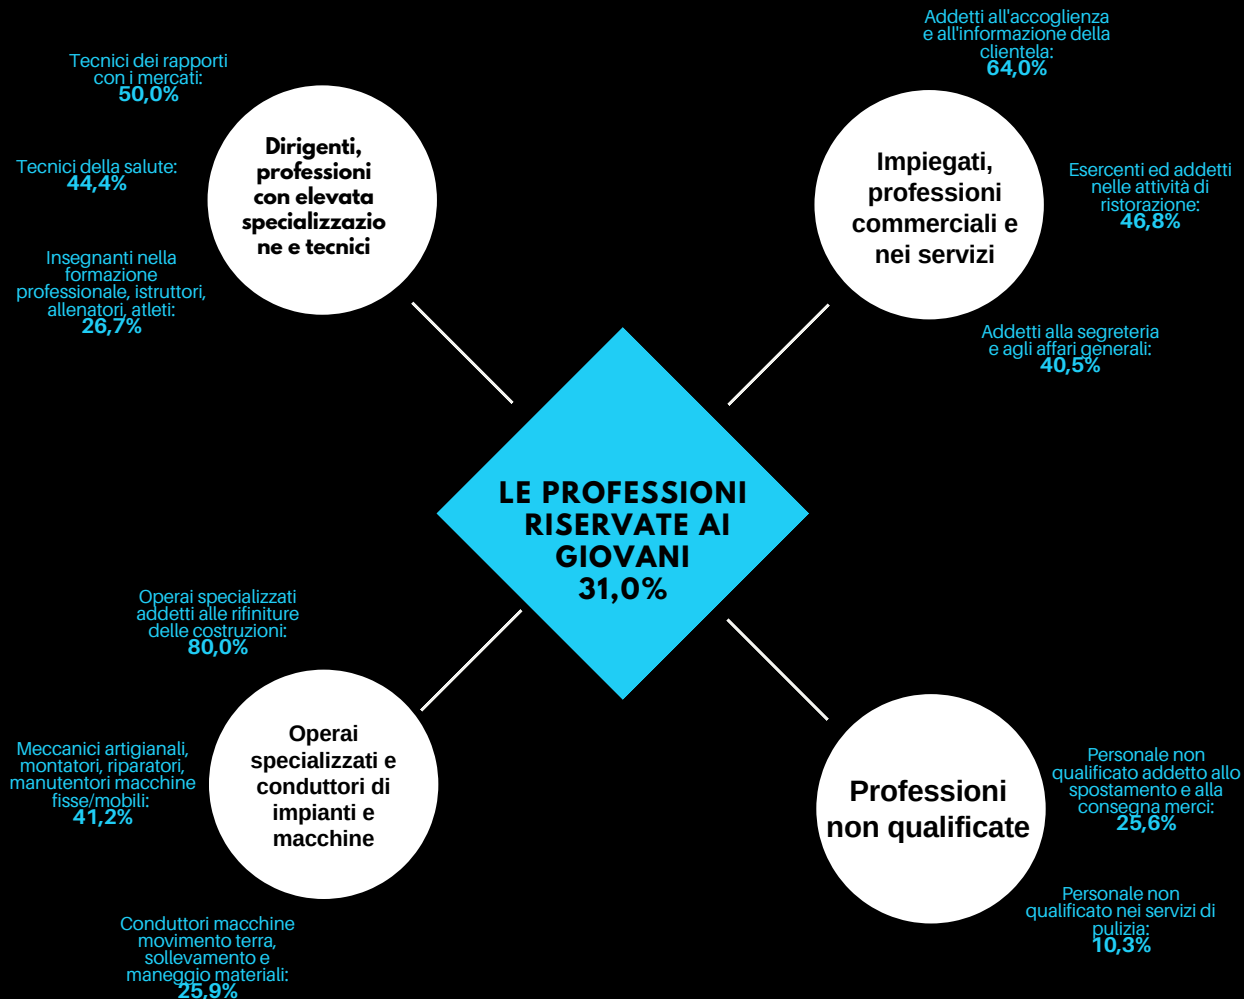 Tecnici dei rapporti
con i mercati:
50,0%
Tecnici della salute:
44,4%
Insegnanti nella
formazione
professionale, istruttori,
allenatori, atleti:
26,7%
Dirigenti,
professioni
con elevata
specializzazio
ne e tecnici
Addetti all'accoglienza
e all'informazione della
clientela:
64,0%
Impiegati,
professioni
commerciali e
nei servizi
Esercenti ed addetti
nelle attività di
ristorazione:
46,8%
Addetti alla segreteria
e agli affari generali:
40,5%
LE PROFESSIONI
RISERVATE AI
GIOVANI
31,0%
Operai specializzati
addetti alle rifiniture
delle costruzioni:
80,0%
Meccanici artigianali,
montatori, riparatori,
manutentori macchine
fisse/mobili:
41,2%
Operai
specializzati e
conduttori di
impianti e
macchine
Conduttori macchine
movimento terra,
sollevamento e
maneggio materiali:
25,9%
Professioni
non qualificate
Personale non
qualificato addetto allo
spostamento e alla
consegna merci:
25,6%
Personale non
qualificato nei servizi di
pulizia:
10,3%